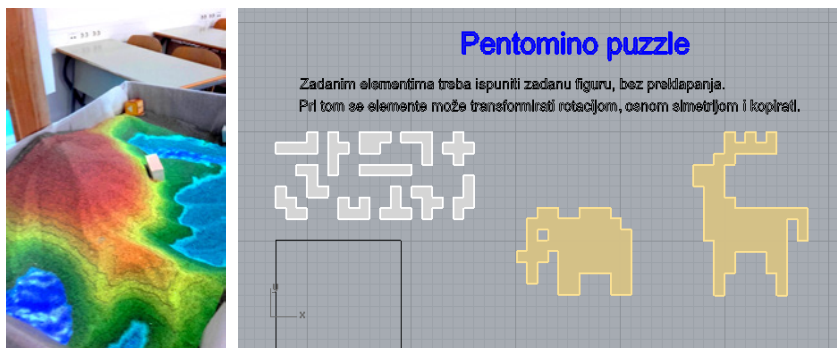 Pentomino puzzle
Zadanim elementima treba ispuniti zadanu figuru, bez preklapanja.
Pri tom se elemente može transformirati rotacijom, osnom simetrijom i kopirati.
x